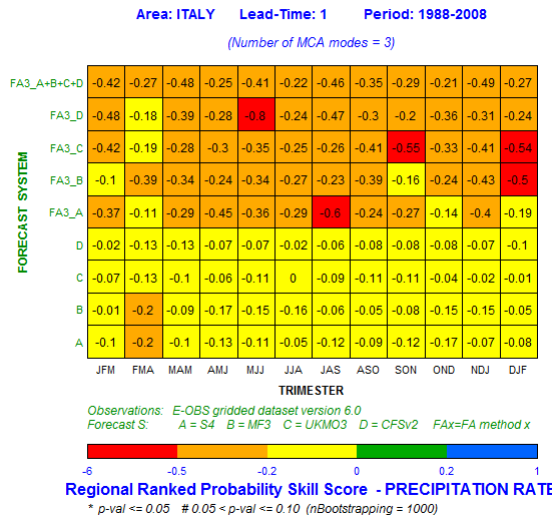 Area: ITALY Lead-Time: 1 Period: 1988-2008
(Number of MCA modes = 3)
FORECAST SYSTEM
FA3_A+B+C+D -0.42 -0.27 -0.48 -0.25 -0.41 -0.22 -0.46 -0.35 -0.29 -0.21 -0.49 -0.27
FA3_D -0.48 -0.18 -0.39 -0.28 -0.8 -0.24 -0.47 -0.3 -0.2 -0.36 -0.31 -0.24
FA3_C -0.42 -0.19 -0.28 -0.3 -0.35 -0.25 -0.26 -0.41 -0.55 -0.33 -0.41 -0.54
FA3_B -0.1 -0.39 -0.34 -0.24 -0.34 -0.27 -0.23 -0.39 -0.16 -0.24 -0.43 -0.5
FA3_A -0.37 -0.11 -0.29 -0.45 -0.36 -0.29 -0.6 -0.24 -0.27 -0.14 -0.4 -0.19
D -0.02 -0.13 -0.13 -0.07 -0.07 -0.02 -0.06 -0.08 -0.08 -0.08 -0.07 -0.1
C -0.07 -0.13 -0.1 -0.06 -0.11 0 -0.09 -0.11 -0.11 -0.04 -0.02 -0.01
B -0.01 -0.2 -0.09 -0.17 -0.15 -0.16 -0.06 -0.05 -0.08 -0.15 -0.15 -0.05
A -0.1 -0.2 -0.1 -0.13 -0.11 -0.05 -0.12 -0.09 -0.12 -0.17 -0.07 -0.08
JFM FMA MAM AMJ MJJ JJA JAS ASO SON OND NDJ DJF
TRIMESTER
Observations: E-OBS gridded dataset version 6.0
Forecast S: A = S4 B = MF3 C = UKMO3 D = CFSv2 FAx=FA method x
-6 -0.5 -0.2 0 0.2 1
Regional Ranked Probability Skill Score - PRECIPITATION RATE
* p-val <= 0.05 # 0.05 < p-val <= 0.10 (nBootstrapping = 1000)